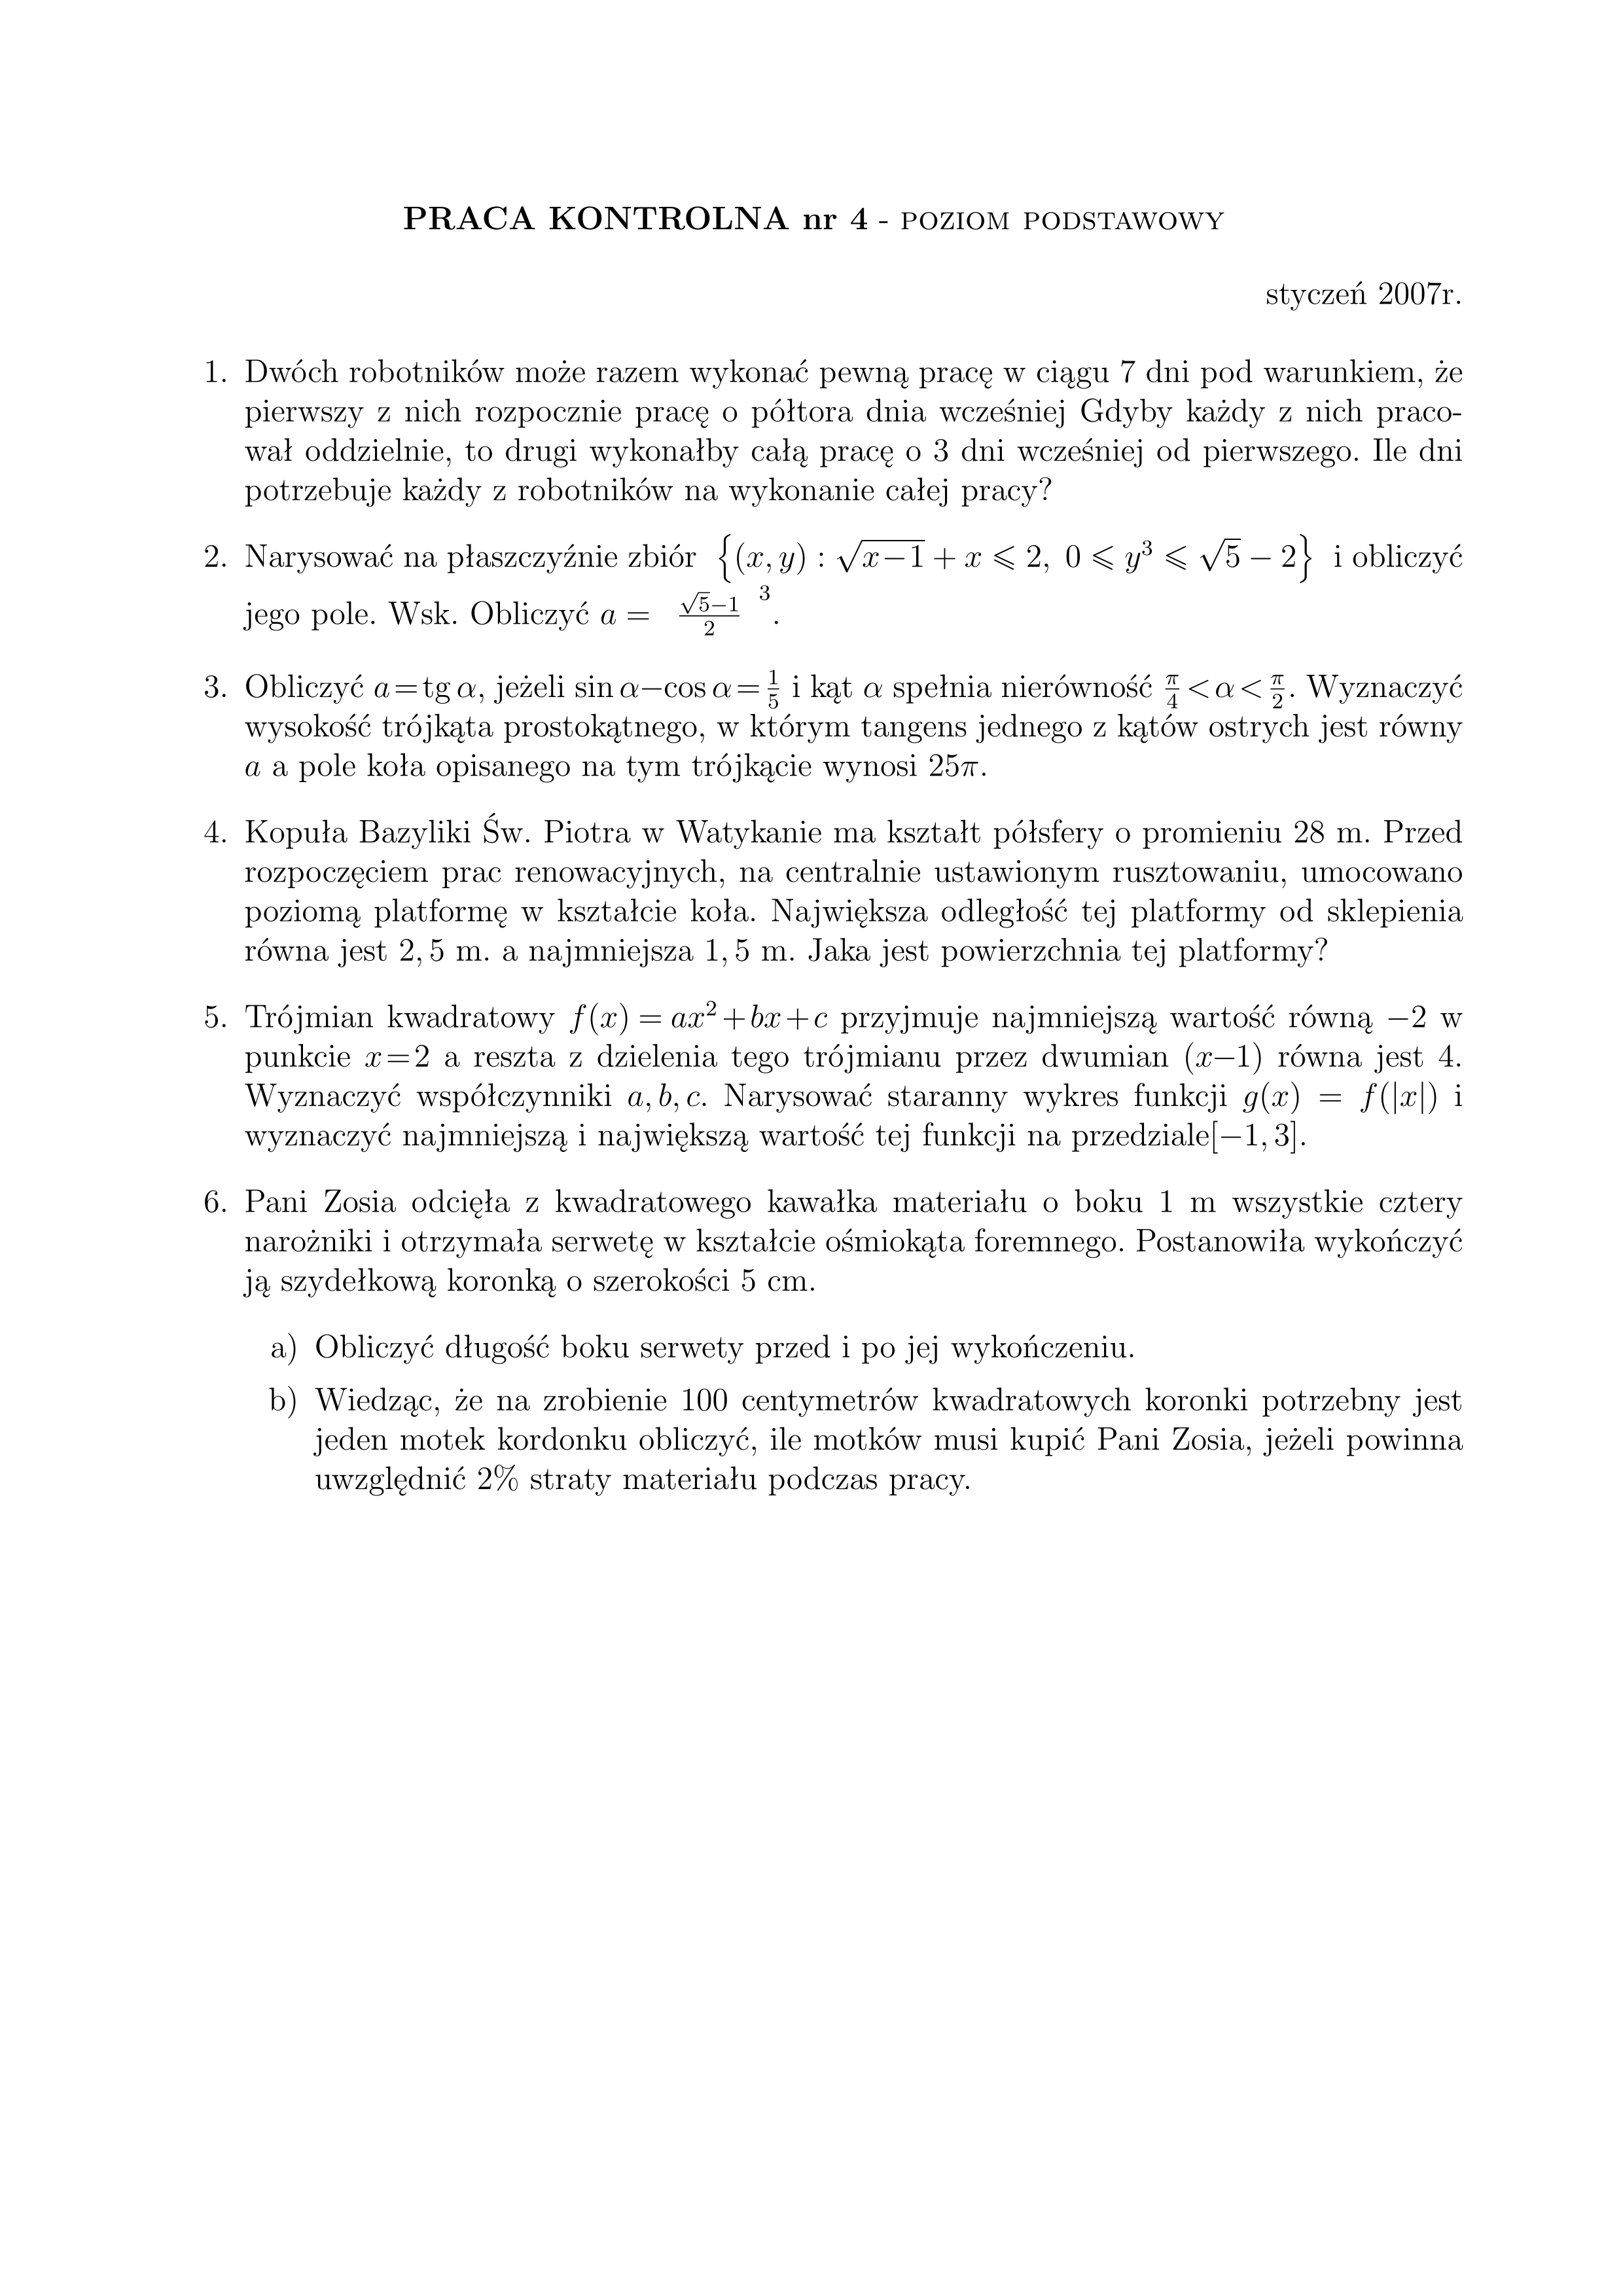 PRACA KONTROLNA nr 4 - POZIOM PODSTAWOWY
styczeń 2007r.
1. Dwóch robotników może razem wykonać pewną pracę w ciągu 7 dni pod warunkiem, że
pierwszy z nich rozpocznie pracę o półtora dnia wcześniej Gdyby każdy z nich praco-
wał oddzielnie, to drugi wykonałby całą pracę o 3 dni wcześniej od pierwszego. Ile dni
potrzebuje każdy z robotników na wykonanie całej pracy?
2. Narysować na płaszczyźnie zbiór $\left\{(x, y) : \sqrt{x-1} + x \leqslant 2,\ 0 \leqslant y^3 \leqslant \sqrt{5} - 2\right\}$ i obliczyć
jego pole. Wsk. Obliczyć $a = \frac{\sqrt{5}-1}{2}^3$.
3. Obliczyć $a = \operatorname{tg} \alpha$, jeżeli $\sin \alpha - \cos \alpha = \frac{1}{5}$ i kąt $\alpha$ spełnia nierówność $\frac{\pi}{4} < \alpha < \frac{\pi}{2}$. Wyznaczyć
wysokość trójkąta prostokątnego, w którym tangens jednego z kątów ostrych jest równy
$a$ a pole koła opisanego na tym trójkącie wynosi $25\pi$.
4. Kopuła Bazyliki Św. Piotra w Watykanie ma kształt półsfery o promieniu 28 m. Przed
rozpoczęciem prac renowacyjnych, na centralnie ustawionym rusztowaniu, umocowano
poziomą platformę w kształcie koła. Największa odległość tej platformy od sklepienia
równa jest 2, 5 m. a najmniejsza 1, 5 m. Jaka jest powierzchnia tej platformy?
5. Trójmian kwadratowy $f(x) = ax^2 + bx + c$ przyjmuje najmniejszą wartość równą $-2$ w
punkcie $x = 2$ a reszta z dzielenia tego trójmianu przez dwumian $(x-1)$ równa jest 4.
Wyznaczyć współczynniki $a, b, c$. Narysować staranny wykres funkcji $g(x) = f(|x|)$ i
wyznaczyć najmniejszą i największą wartość tej funkcji na przedziale$[-1, 3]$.
6. Pani Zosia odcięła z kwadratowego kawałka materiału o boku 1 m wszystkie cztery
narożniki i otrzymała serwetę w kształcie ośmiokąta foremnego. Postanowiła wykończyć
ją szydełkową koronką o szerokości 5 cm.
a) Obliczyć długość boku serwety przed i po jej wykończeniu.
b) Wiedząc, że na zrobienie 100 centymetrów kwadratowych koronki potrzebny jest
jeden motek kordonku obliczyć, ile motków musi kupić Pani Zosia, jeżeli powinna
uwzględnić 2% straty materiału podczas pracy.